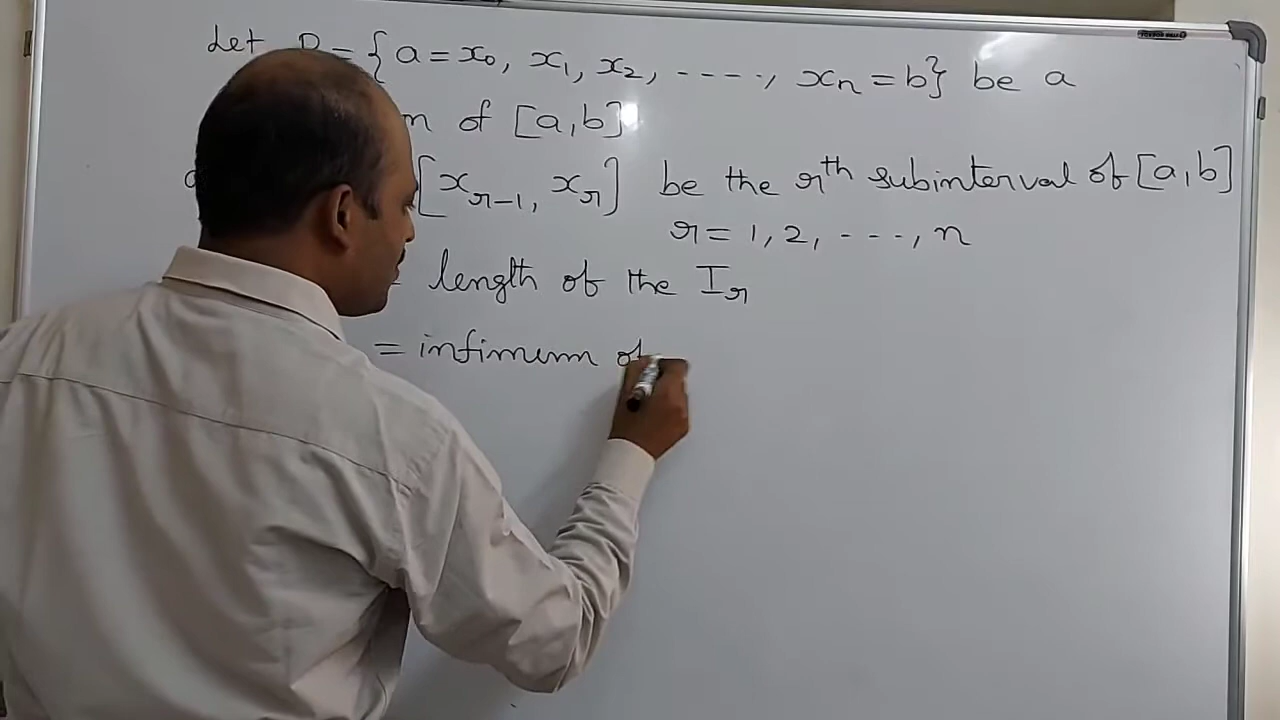 Let P = {a = x₀, x₁, x₂, ----, xₙ = b} be a
of [a,b]
[xᵣ₋₁, xᵣ] be the rᵗʰ subinterval of [a,b]
r = 1, 2, ---, n
length of the Iᵣ
= infimum of